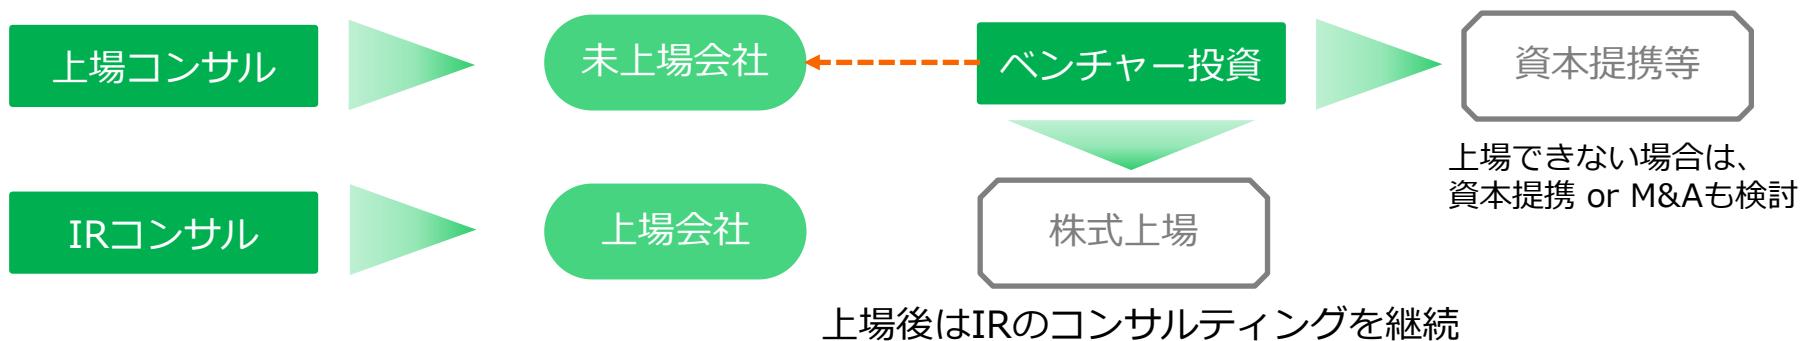 上場コンサル
未上場会社
ベンチャー投資
資本提携等
上場できない場合は、
資本提携 or M&Aも検討
IRコンサル
上場会社
株式上場
上場後はIRのコンサルティングを継続